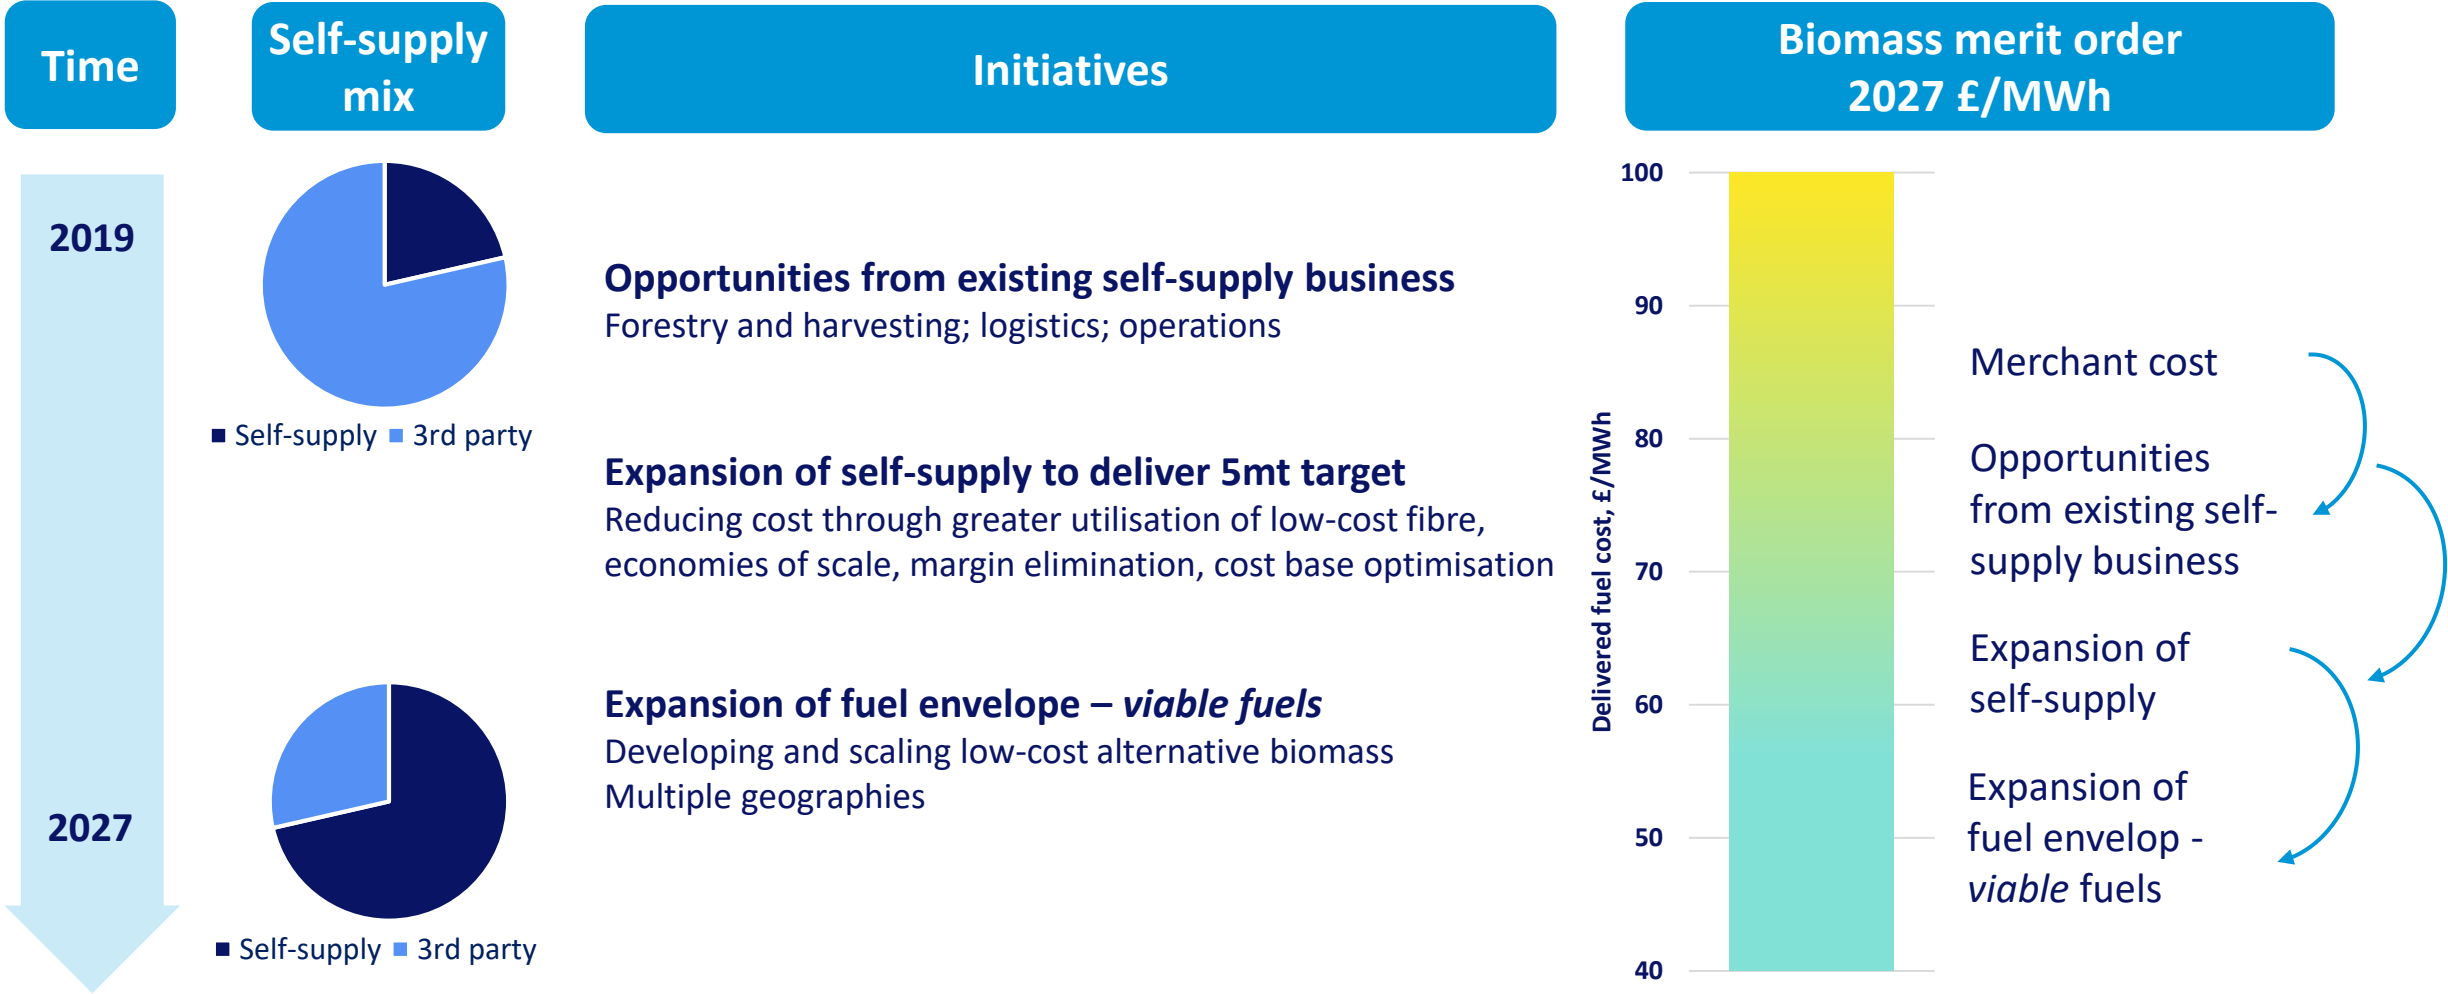 Time
Self-supply
mix
Initiatives
Biomass merit order
2027 £/MWh
2019
2027
■ Self-supply ■ 3rd party
■ Self-supply ■ 3rd party
Opportunities from existing self-supply business
Forestry and harvesting; logistics; operations
Expansion of self-supply to deliver 5mt target
Reducing cost through greater utilisation of low-cost fibre,
economies of scale, margin elimination, cost base optimisation
Expansion of fuel envelope – viable fuels
Developing and scaling low-cost alternative biomass
Multiple geographies
Delivered fuel cost, £/MWh
100
90
80
70
60
50
40
Merchant cost
Opportunities
from existing self-
supply business
Expansion of
self-supply
Expansion of
fuel envelop -
viable fuels